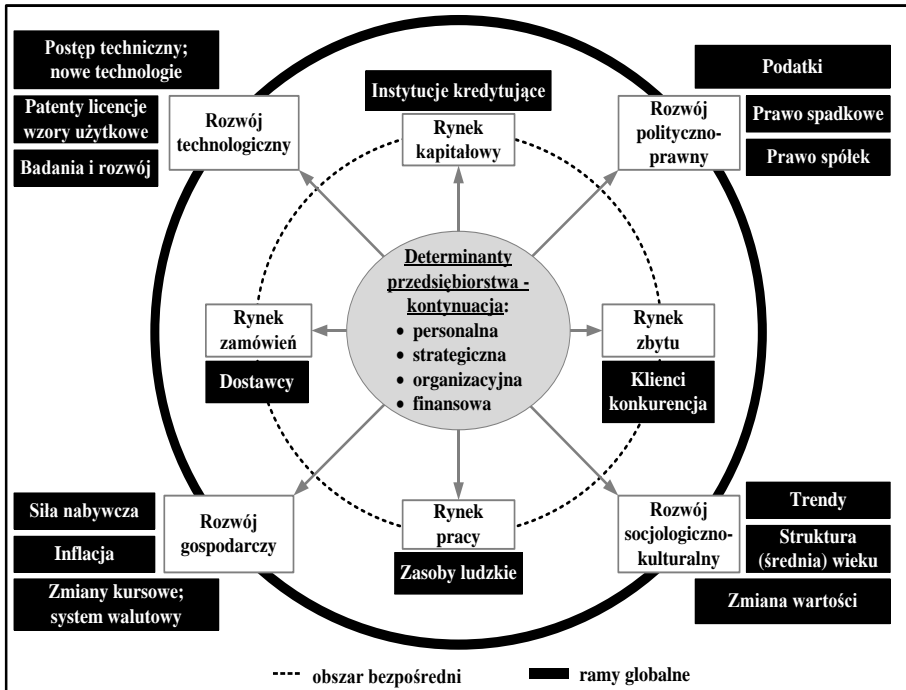 Postęp techniczny;
nowe technologie
Patenty licencje
wzory użytkowe
Badania i rozwój
Rozwój
technologiczny
Instytucje kredytujące
Rynek
kapitałowy
Rozwój
polityczno-
prawny
Podatki
Prawo spadkowe
Prawo spółek
Determinanty
przedsiębiorstwa -
kontynuacja:
• personalna
• strategiczna
• organizacyjna
• finansowa
Rynek
zamówień
Dostawcy
Rynek
zbytu
Klienci
konkurencja
Siła nabywcza
Inflacja
Zmiany kursowe;
system walutowy
Rozwój
gospodarczy
Rynek
pracy
Zasoby ludzkie
Rozwój
socjologiczno-
kulturalny
Trendy
Struktura
(średnia) wieku
Zmiana wartości
obszar bezpośredni
ramy globalne